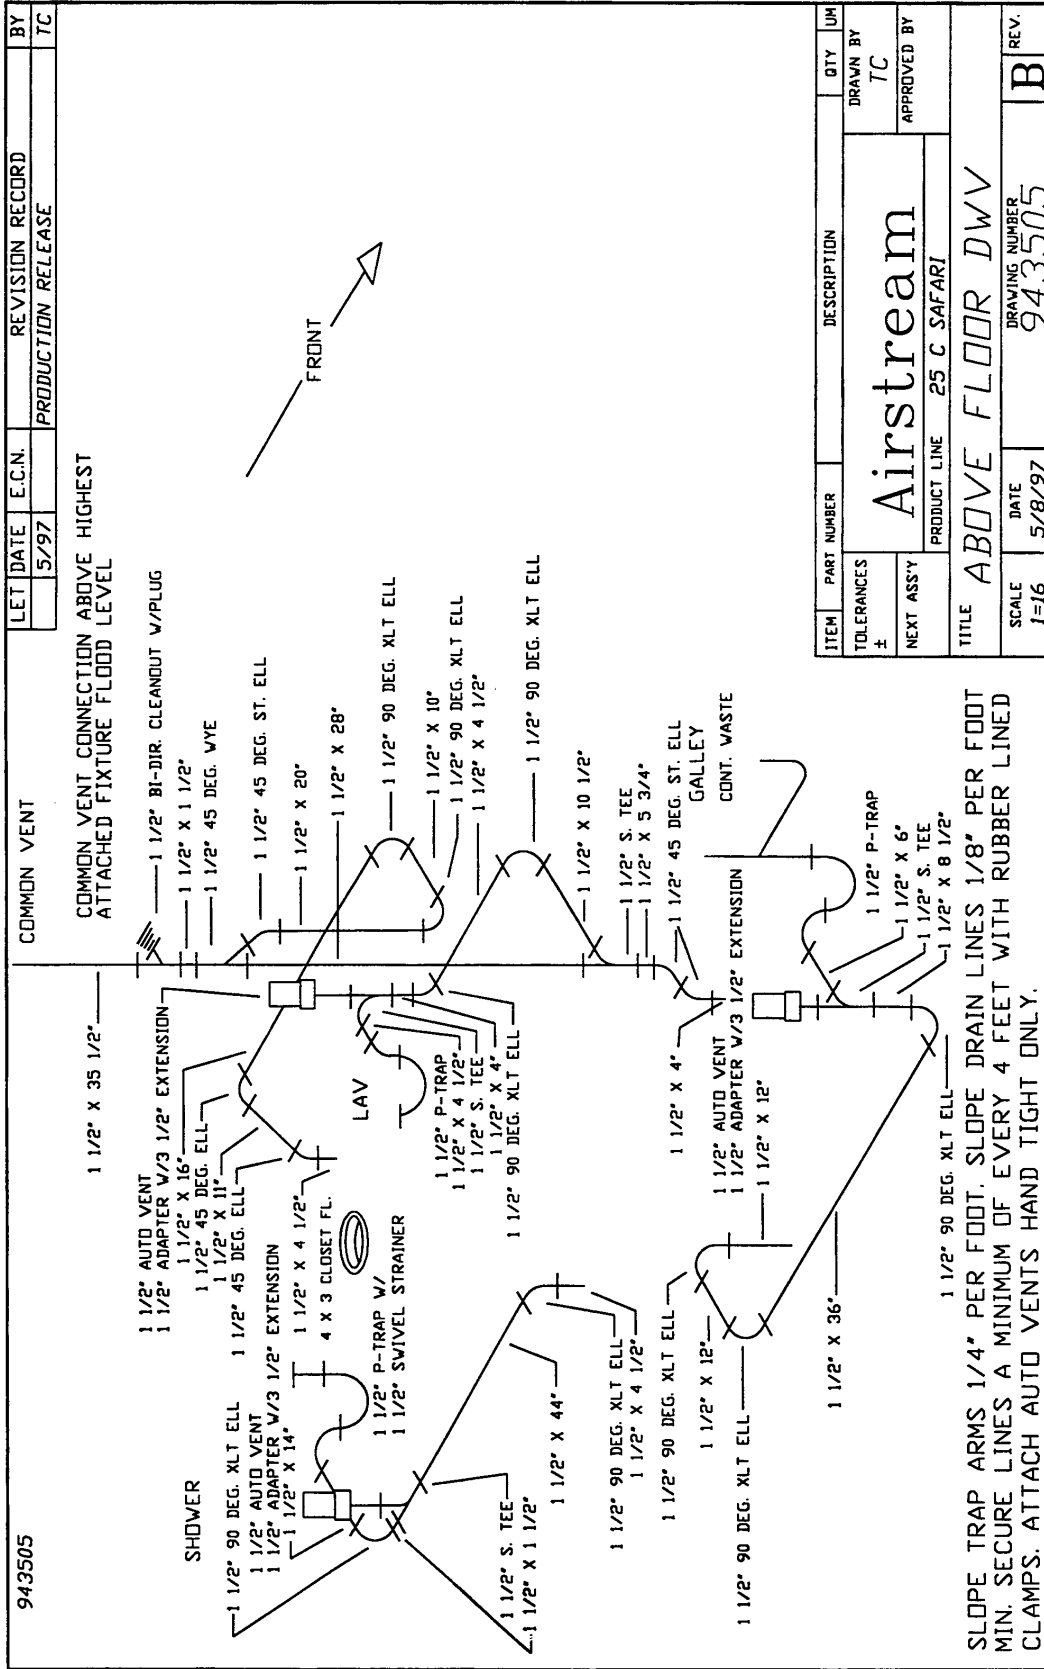 943505
LET DATE E.C.N. REVISION RECORD BY
5/97 PRODUCTION RELEASE TC
COMMON VENT
COMMON VENT CONNECTION ABOVE HIGHEST
ATTACHED FIXTURE FLOOD LEVEL
1 1/2" X 35 1/2"
1 1/2" BI-DIR. CLEANOUT W/PLUG
1 1/2" X 1 1/2"
1 1/2" 45 DEG. WYE
1 1/2" 45 DEG. ST. ELL
1 1/2" X 20"
1 1/2" X 28"
1 1/2" 90 DEG. XLT ELL
1 1/2" X 10"
1 1/2" 90 DEG. XLT ELL
1 1/2" X 4 1/2"
1 1/2" 90 DEG. XLT ELL
FRONT
1 1/2" AUTO VENT
1 1/2" ADAPTER W/3 1/2" EXTENSION
1 1/2" X 16"
1 1/2" 45 DEG. ELL
1 1/2" X 11"
1 1/2" 45 DEG. ELL
1 1/2" X 4 1/2"
4 X 3 CLOSET FL.
LAV
1 1/2" P-TRAP
1 1/2" X 4 1/2"
1 1/2" S. TEE
1 1/2" X 4"
1 1/2" 90 DEG. XLT ELL
SHOWER
1 1/2" 90 DEG. XLT ELL
1 1/2" AUTO VENT
1 1/2" ADAPTER W/3 1/2" EXTENSION
1 1/2" X 14"
1 1/2" P-TRAP W/
1 1/2" SWIVEL STRAINER
1 1/2" S. TEE
1 1/2" X 1 1/2"
1 1/2" X 44"
1 1/2" 90 DEG. XLT ELL
1 1/2" X 4 1/2"
1 1/2" X 10 1/2"
1 1/2" S. TEE
1 1/2" X 5 3/4"
1 1/2" 45 DEG. ST. ELL
GALLEY
CONT. WASTE
1 1/2" X 4"
1 1/2" AUTO VENT
1 1/2" ADAPTER W/3 1/2" EXTENSION
1 1/2" X 12"
1 1/2" P-TRAP
1 1/2" X 6"
1 1/2" S. TEE
1 1/2" X 8 1/2"
1 1/2" 90 DEG. XLT ELL
1 1/2" X 12"
1 1/2" 90 DEG. XLT ELL
1 1/2" X 36"
1 1/2" 90 DEG. XLT ELL
SLOPE TRAP ARMS 1/4" PER FOOT. SLOPE DRAIN LINES 1/8" PER FOOT
MIN. SECURE LINES A MINIMUM OF EVERY 4 FEET WITH RUBBER LINED
CLAMPS. ATTACH AUTO VENTS HAND TIGHT ONLY.
ITEM PART NUMBER DESCRIPTION QTY UM
TOLERANCES
±
NEXT ASS'Y
Airstream
PRODUCT LINE 25 C SAFARI
DRAWN BY
TC
APPROVED BY
TITLE ABOVE FLOOR DWV
SCALE
1=16
DATE
5/8/97
DRAWING NUMBER
943505
B
REV.